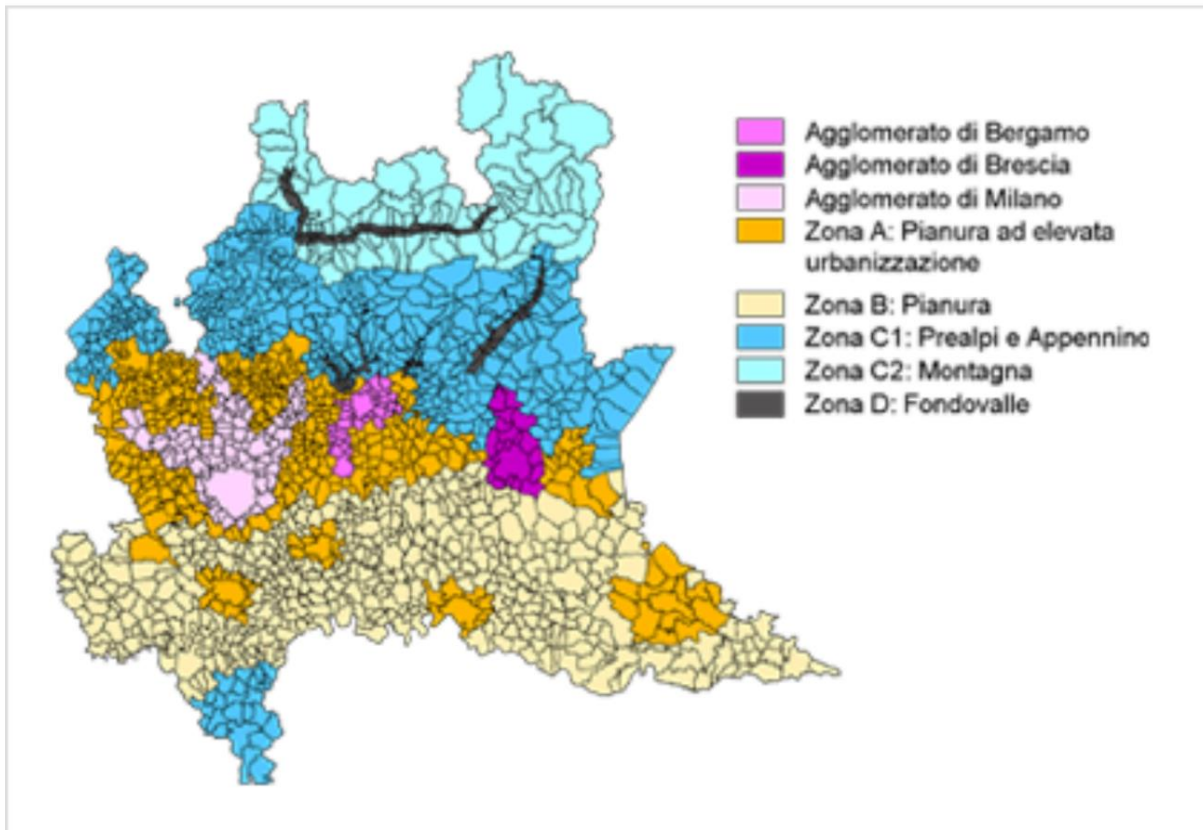 Agglomerato di Bergamo
Agglomerato di Brescia
Agglomerato di Milano
Zona A: Pianura ad elevata
urbanizzazione
Zona B: Pianura
Zona C1: Prealpi e Appennino
Zona C2: Montagna
Zona D: Fondovalle